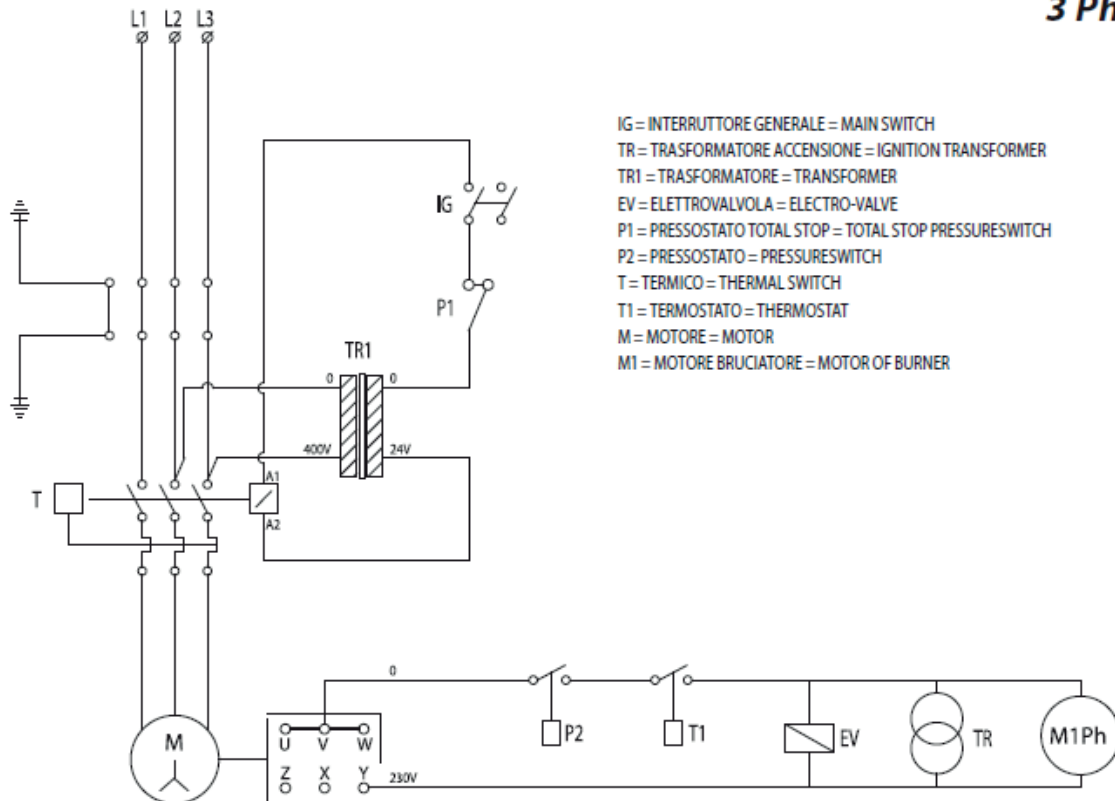 3 Ph
L1 L2 L3
IG = INTERRUTTORE GENERALE = MAIN SWITCH
TR = TRASFORMATORE ACCENSIONE = IGNITION TRANSFORMER
TR1 = TRASFORMATORE = TRANSFORMER
EV = ELETTROVALVOLA = ELECTRO-VALVE
P1 = PRESSOSTATO TOTAL STOP = TOTAL STOP PRESSURESWITCH
P2 = PRESSOSTATO = PRESSURESWITCH
T = TERMICO = THERMAL SWITCH
T1 = TERMOSTATO = THERMOSTAT
M = MOTORE = MOTOR
M1 = MOTORE BRUCIATORE = MOTOR OF BURNER
IG
P1
TR1
0 0
400V 24V
A1
T
A2
0
P2 T1 EV TR M1Ph
M
U V W
Z X Y 230V